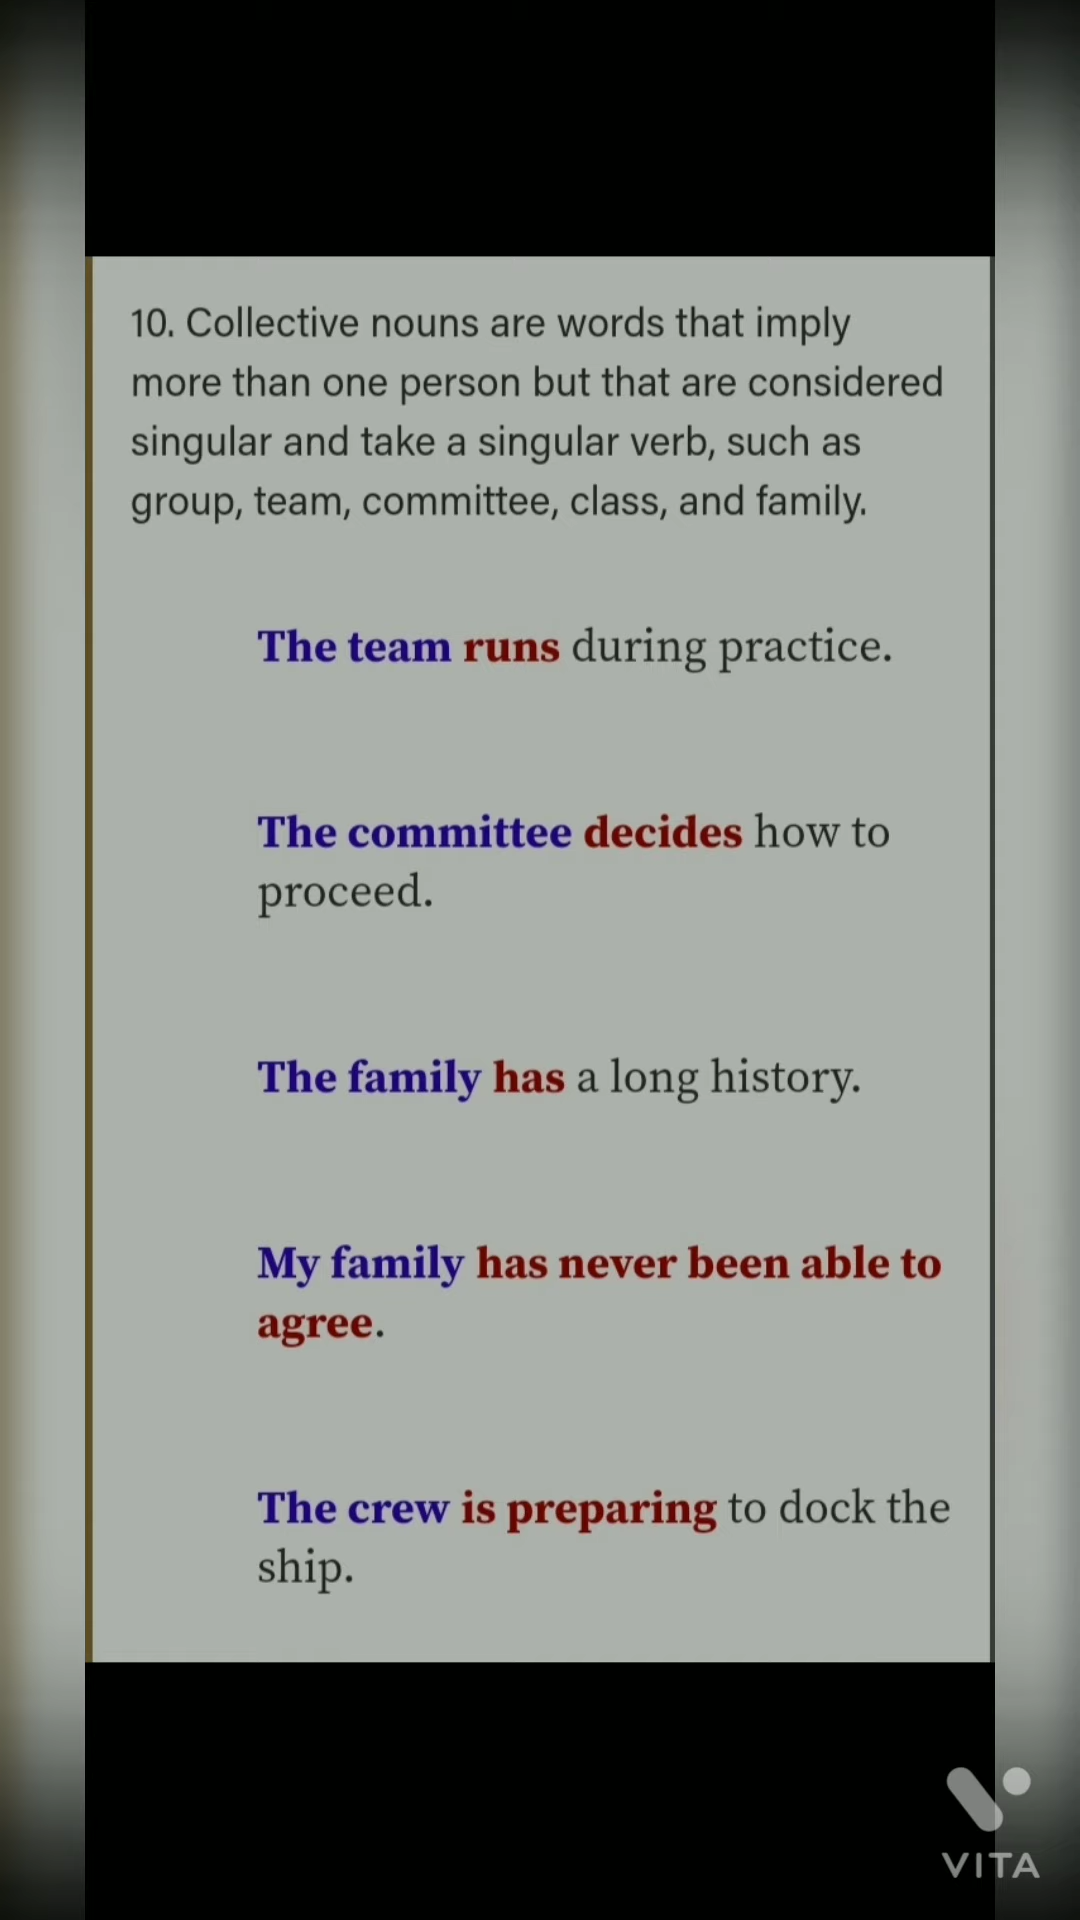 10. Collective nouns are words that imply
more than one person but that are considered
singular and take a singular verb, such as
group, team, committee, class, and family.
The team runs during practice.
The committee decides how to
proceed.
The family has a long history.
My family has never been able to
agree.
The crew is preparing to dock the
ship.
VITA